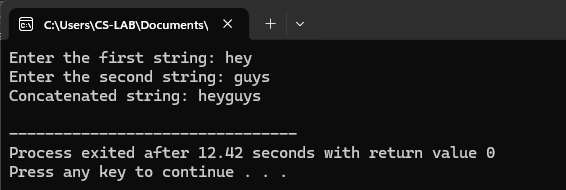 C:\Users\CS-LAB\Documents\
Enter the first string: hey
Enter the second string: guys
Concatenated string: heyguys
--------------------------------
Process exited after 12.42 seconds with return value 0
Press any key to continue . . .